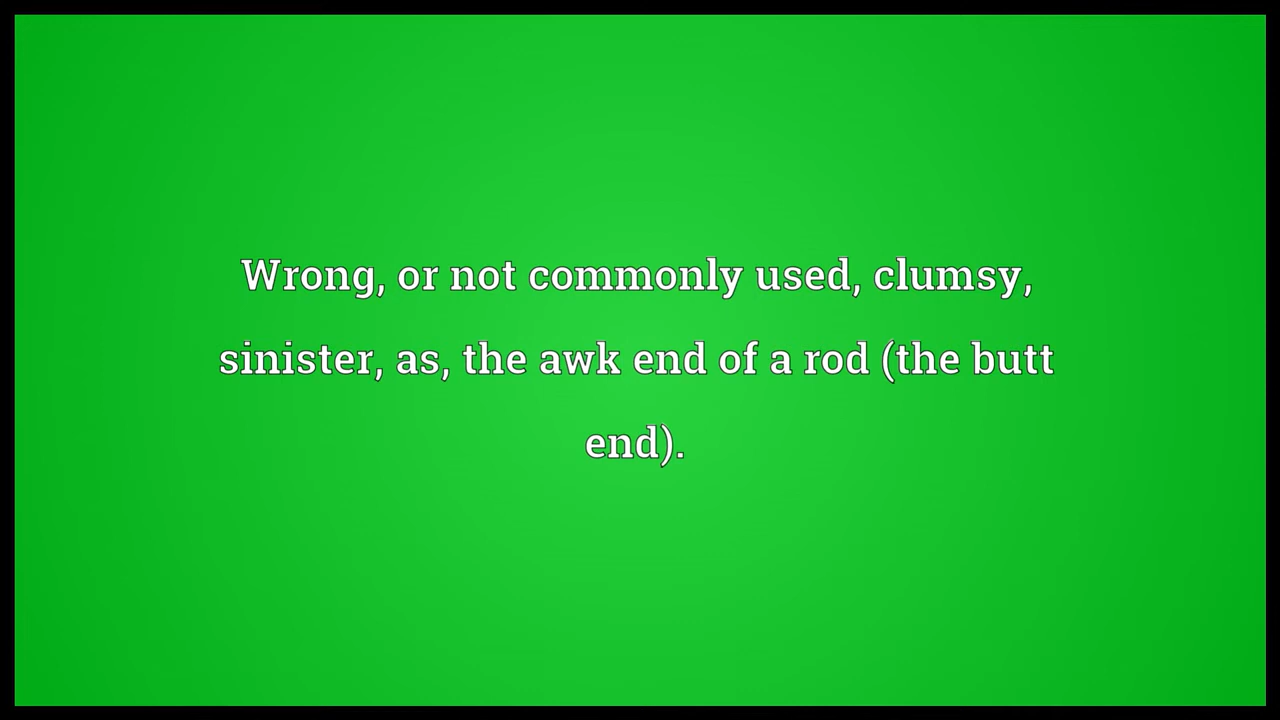 Wrong, or not commonly used, clumsy,
sinister, as, the awk end of a rod (the butt
end).